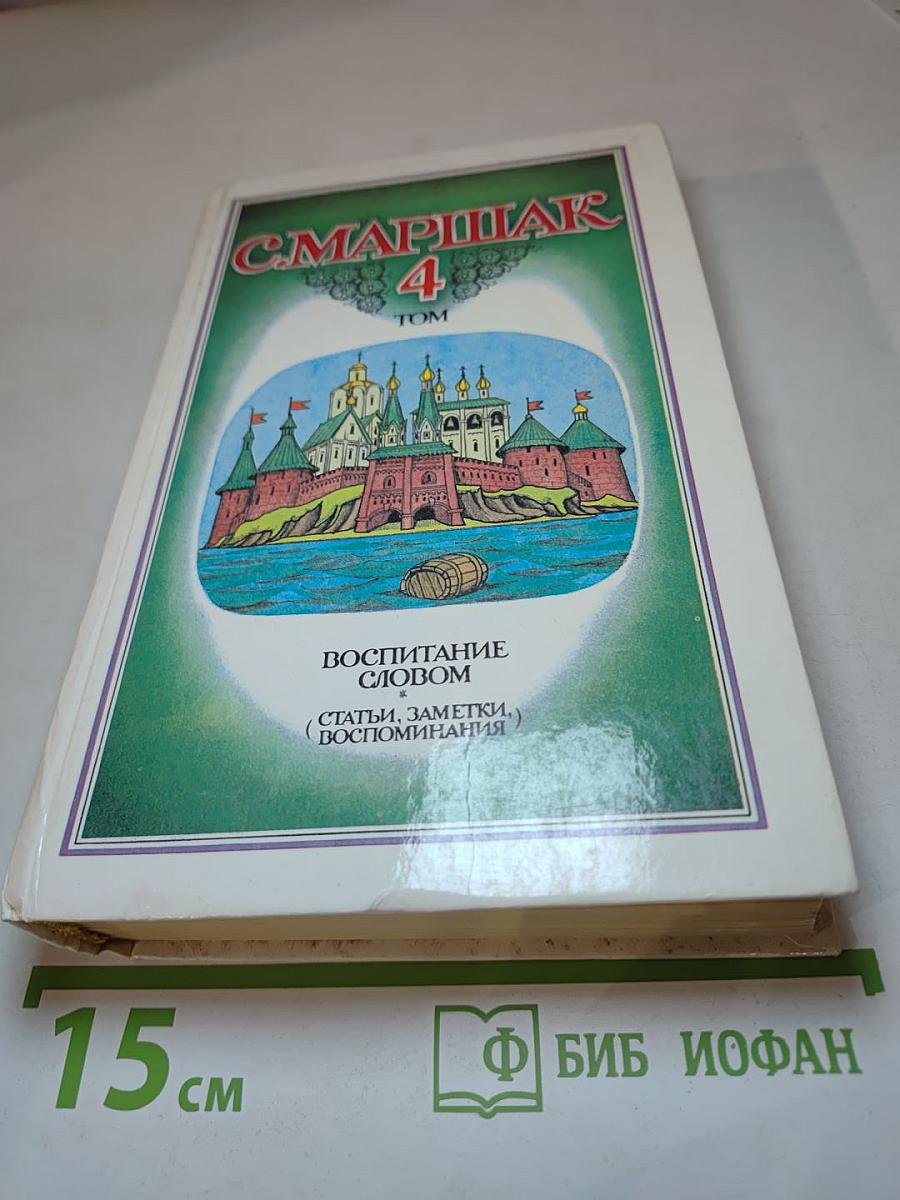 С. МАРШАК
4
ТОМ
ВОСПИТАНИЕ
СЛОВОМ
*
(СТАТЬИ, ЗАМЕТКИ,
ВОСПОМИНАНИЯ)
15 см
Ф БИБ ИОФАН